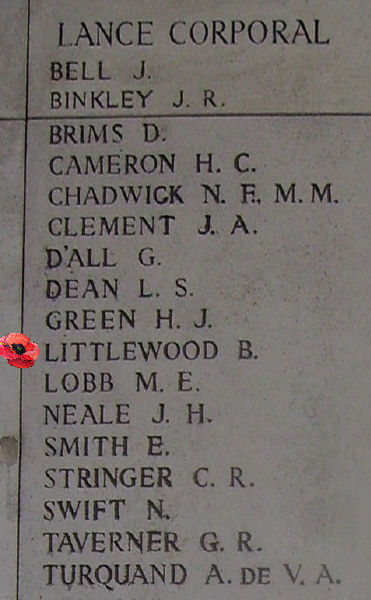 LANCE CORPORAL
BELL J.
BINKLEY J. R.
BRIMS D.
CAMERON H. C.
CHADWICK N. F., M. M.
CLEMENT J. A.
D'ALL G.
DEAN L. S.
GREEN H. J.
LITTLEWOOD B.
LOBB M. E.
NEALE J. H.
SMITH E.
STRINGER C. R.
SWIFT N.
TAVERNER G. R.
TURQUAND A. DE V. A.